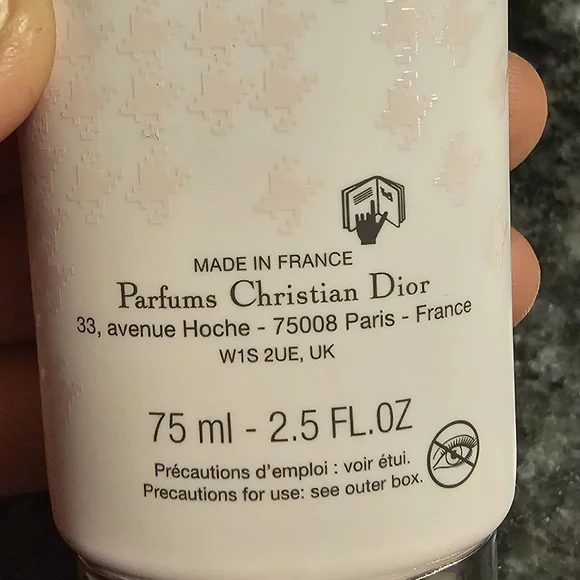 MADE IN FRANCE
Parfums Christian Dior
33, avenue Hoche - 75008 Paris - France
W1S 2UE, UK
75 ml - 2.5 FL.OZ
Précautions d'emploi : voir étui.
Precautions for use: see outer box.